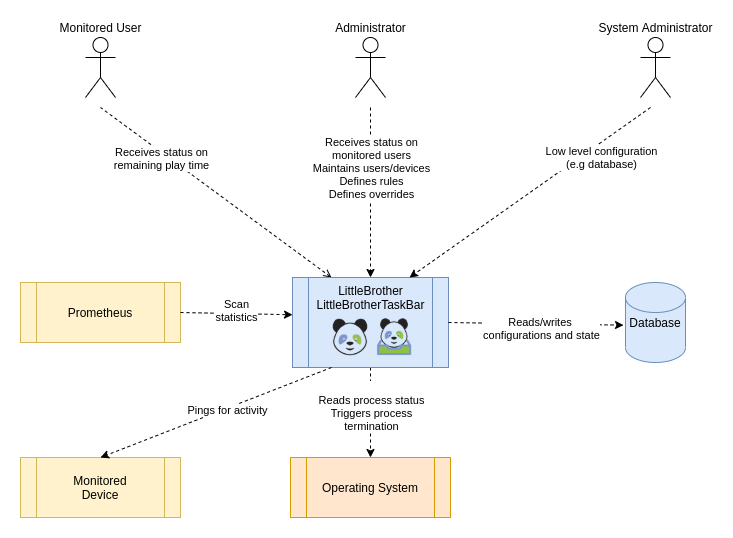 Monitored User
Administrator
System Administrator
Receives status on
remaining play time
Receives status on
monitored users
Maintains users/devices
Defines rules
Defines overrides
Low level configuration
(e.g database)
Prometheus
Scan
statistics
LittleBrother
LittleBrotherTaskBar
Reads/writes
configurations and state
Database
Pings for activity
Reads process status
Triggers process
termination
Monitored
Device
Operating System